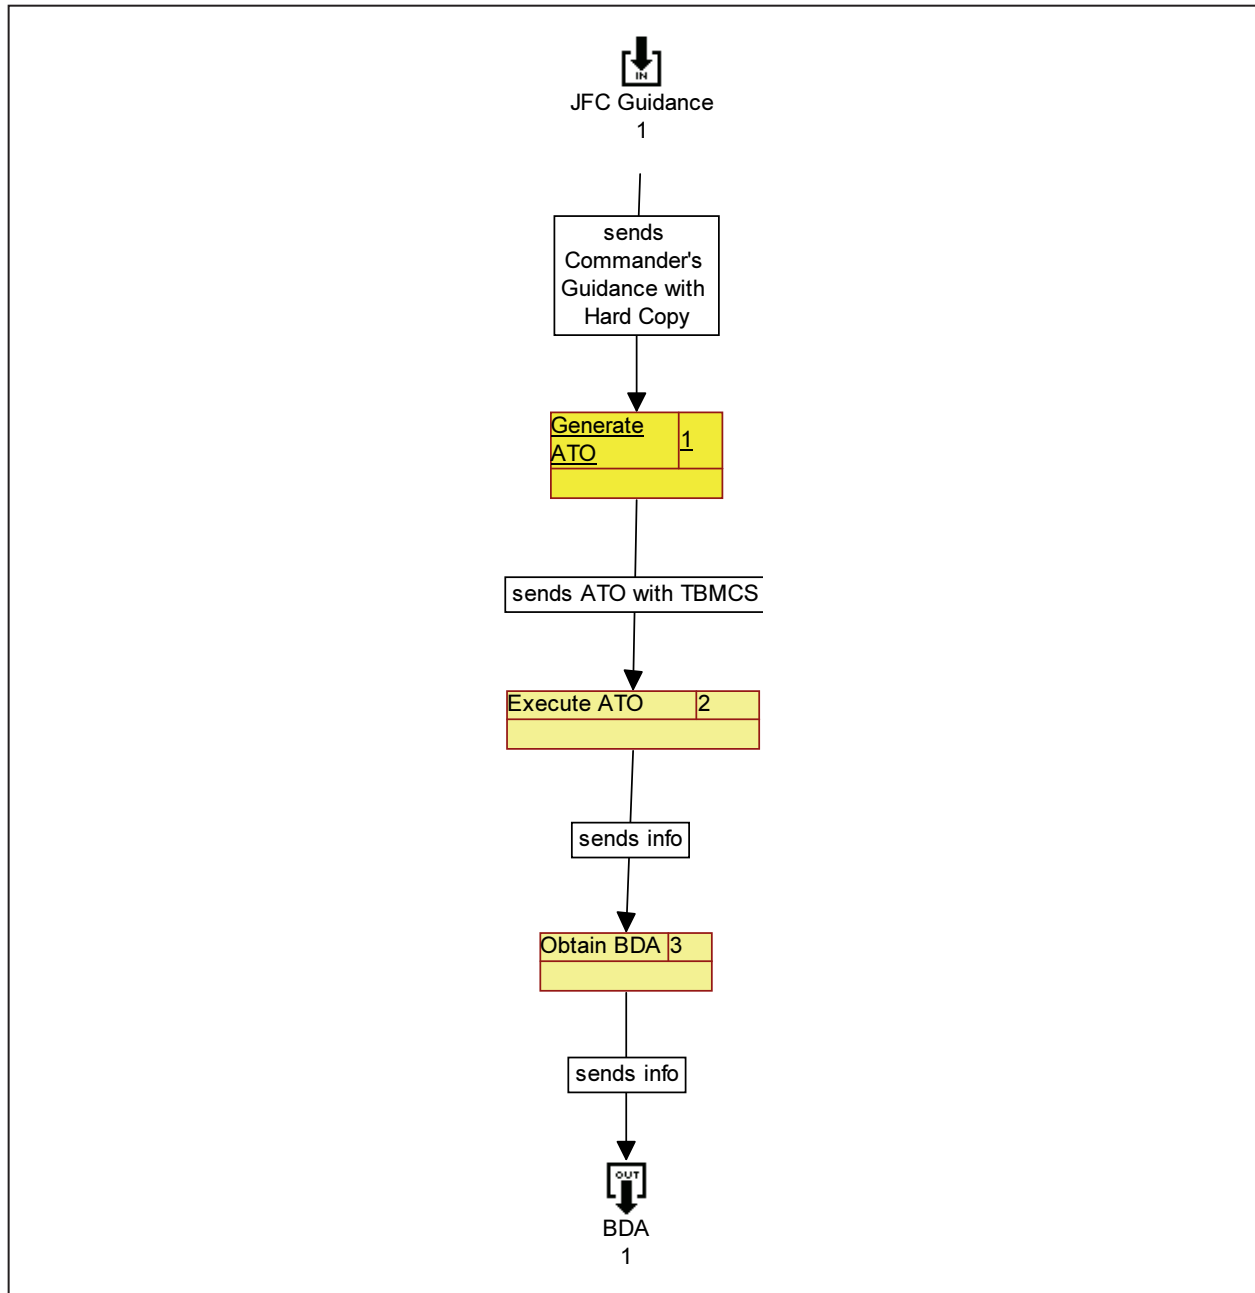 IN
JFC Guidance
1
sends
Commander's
Guidance with
Hard Copy
Generate
ATO
1
sends ATO with TBMCS
Execute ATO 2
sends info
Obtain BDA 3
sends info
OUT
BDA
1